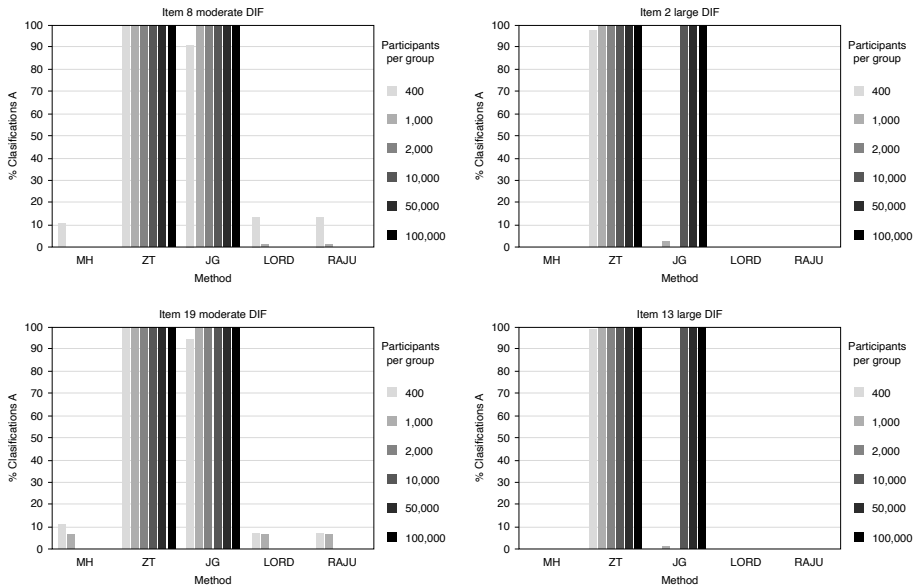 Item 8 moderate DIF
% Clasifications A
100
90
80
70
60
50
40
30
20
10
0
MH ZT JG LORD RAJU
Method
Participants
per group
400
1,000
2,000
10,000
50,000
100,000
Item 2 large DIF
% Clasifications A
100
90
80
70
60
50
40
30
20
10
0
MH ZT JG LORD RAJU
Method
Participants
per group
400
1,000
2,000
10,000
50,000
100,000
Item 19 moderate DIF
% Clasifications A
100
90
80
70
60
50
40
30
20
10
0
MH ZT JG LORD RAJU
Method
Participants
per group
400
1,000
2,000
10,000
50,000
100,000
Item 13 large DIF
% Clasifications A
100
90
80
70
60
50
40
30
20
10
0
MH ZT JG LORD RAJU
Method
Participants
per group
400
1,000
2,000
10,000
50,000
100,000